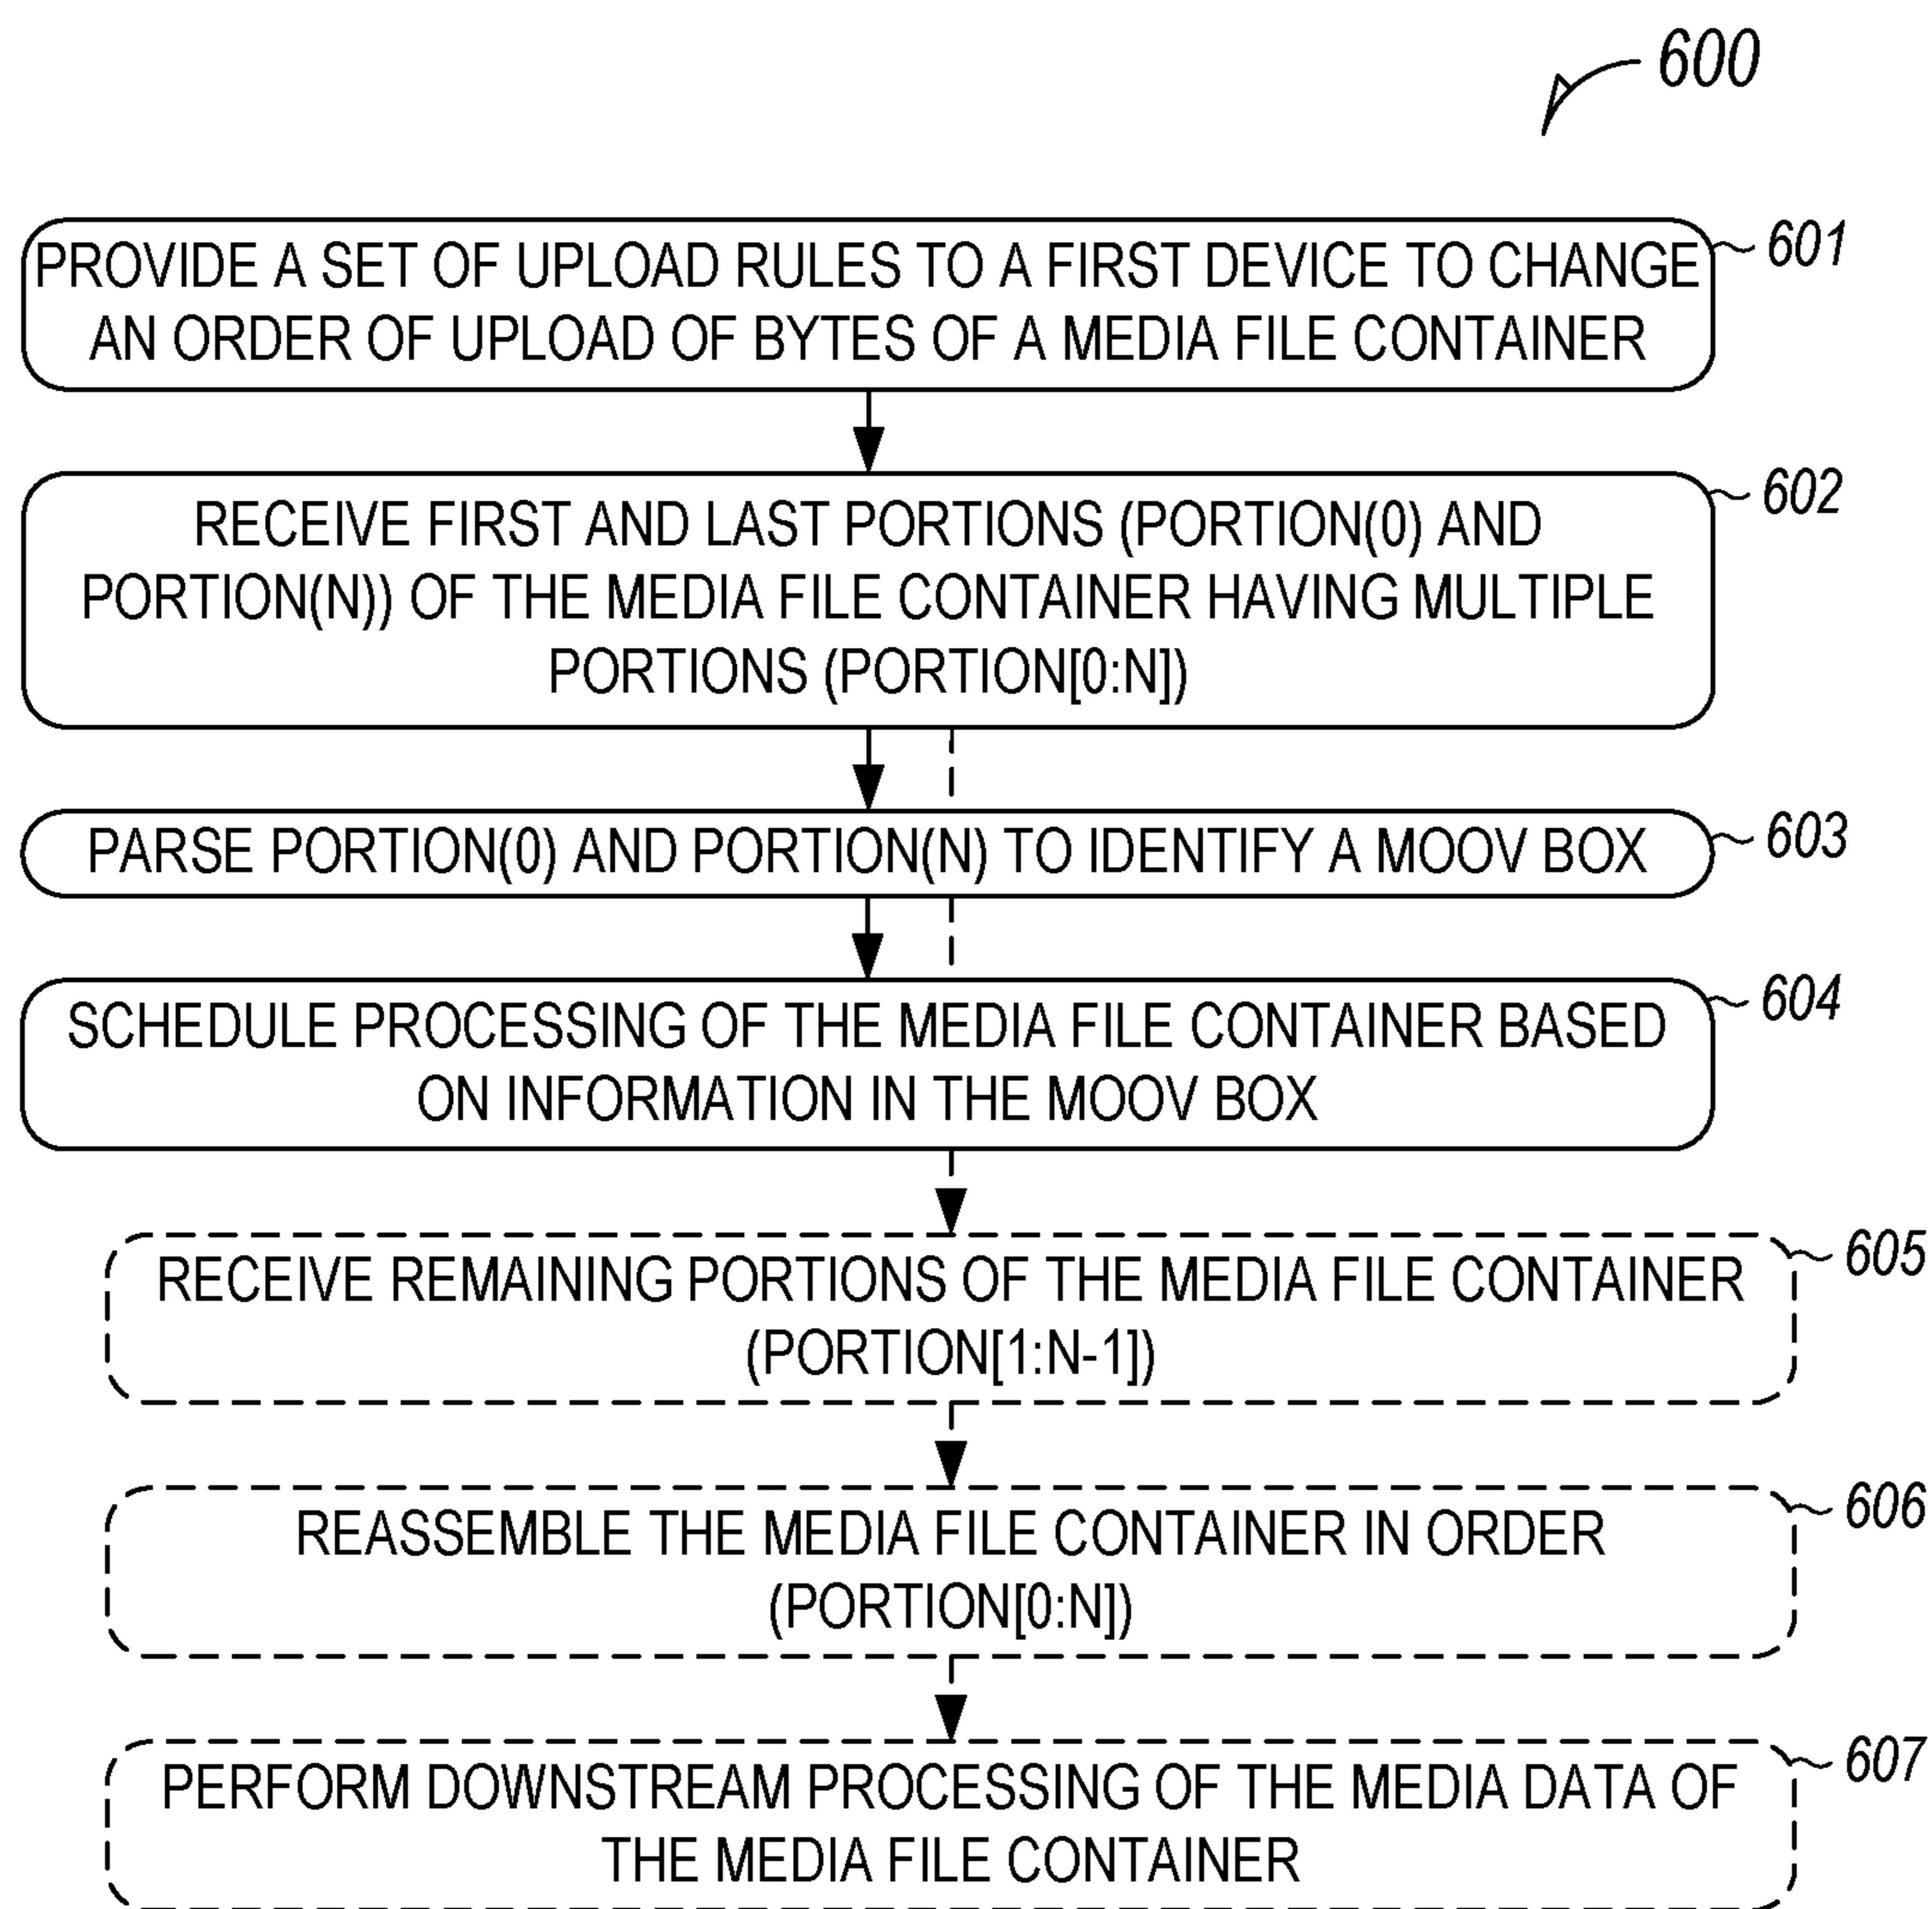 600
PROVIDE A SET OF UPLOAD RULES TO A FIRST DEVICE TO CHANGE
AN ORDER OF UPLOAD OF BYTES OF A MEDIA FILE CONTAINER
601
RECEIVE FIRST AND LAST PORTIONS (PORTION(0) AND
PORTION(N)) OF THE MEDIA FILE CONTAINER HAVING MULTIPLE
PORTIONS (PORTION[0:N])
602
PARSE PORTION(0) AND PORTION(N) TO IDENTIFY A MOOV BOX
603
SCHEDULE PROCESSING OF THE MEDIA FILE CONTAINER BASED
ON INFORMATION IN THE MOOV BOX
604
RECEIVE REMAINING PORTIONS OF THE MEDIA FILE CONTAINER
(PORTION[1:N-1])
605
REASSEMBLE THE MEDIA FILE CONTAINER IN ORDER
(PORTION[0:N])
606
PERFORM DOWNSTREAM PROCESSING OF THE MEDIA DATA OF
THE MEDIA FILE CONTAINER
607